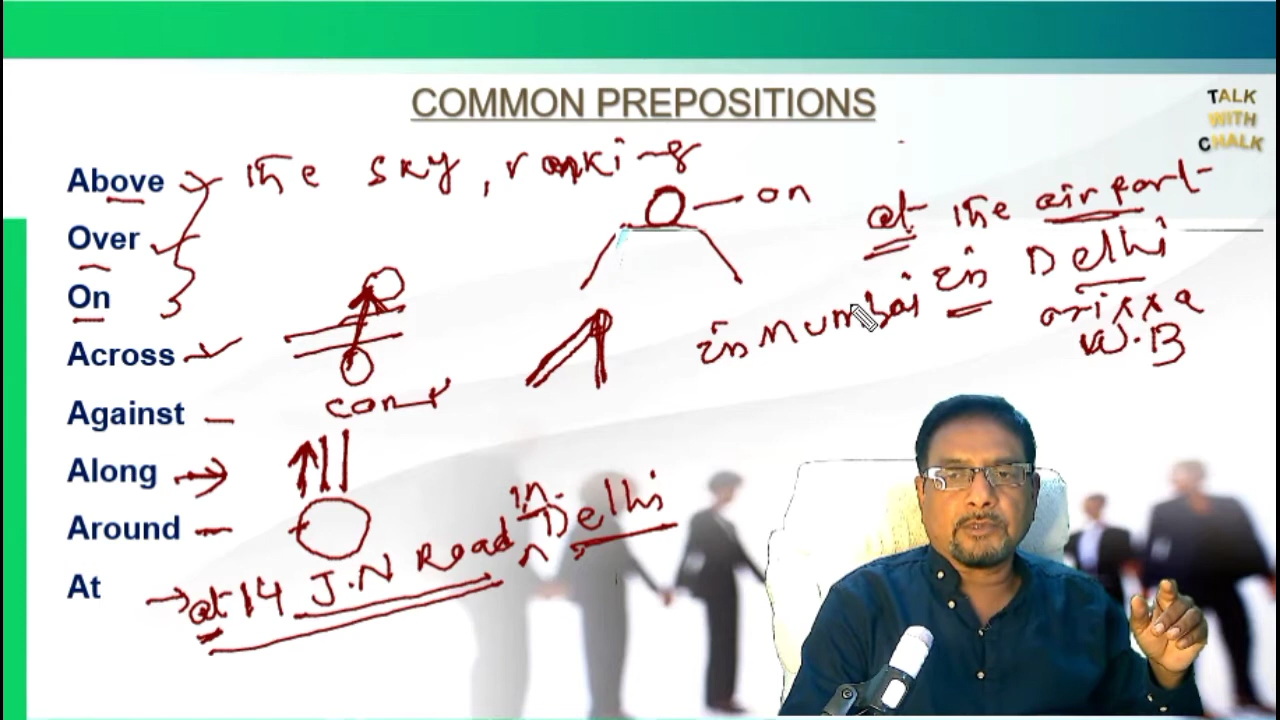 COMMON PREPOSITIONS
TALK
WITH
CHALK
Above the sky, ranking
Over
On
on
at the airport
in Delhi
orixxa
W.B
in Mumbai
Across
Against
cont
Along
Around
At
at 14 J.N Road in Delhi